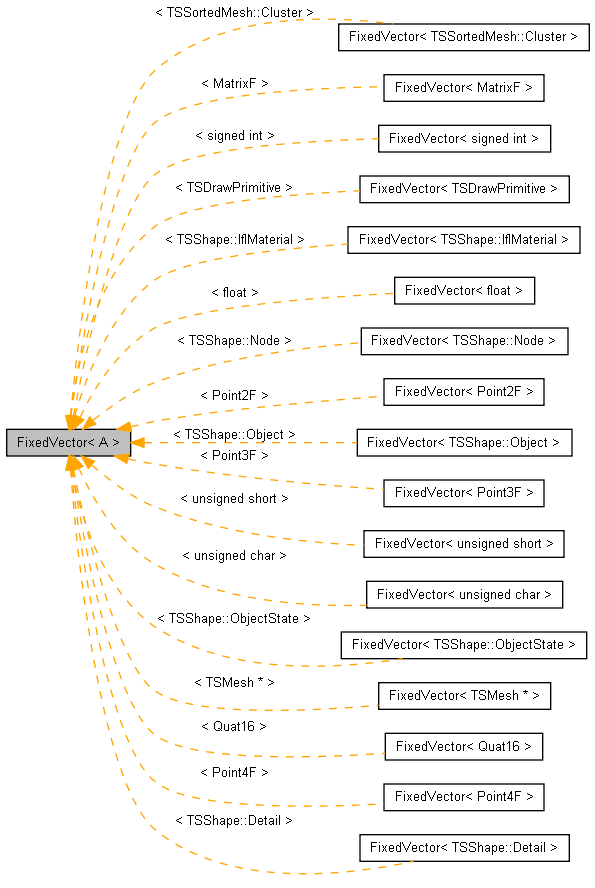 < TSSortedMesh::Cluster >
FixedVector< TSSortedMesh::Cluster >
< MatrixF >
FixedVector< MatrixF >
< signed int >
FixedVector< signed int >
< TSDrawPrimitive >
FixedVector< TSDrawPrimitive >
< TSShape::IflMaterial >
FixedVector< TSShape::IflMaterial >
< float >
FixedVector< float >
< TSShape::Node >
FixedVector< TSShape::Node >
< Point2F >
FixedVector< Point2F >
FixedVector< A >
< TSShape::Object >
FixedVector< TSShape::Object >
< Point3F >
FixedVector< Point3F >
< unsigned short >
FixedVector< unsigned short >
< unsigned char >
FixedVector< unsigned char >
< TSShape::ObjectState >
FixedVector< TSShape::ObjectState >
< TSMesh * >
FixedVector< TSMesh * >
< Quat16 >
FixedVector< Quat16 >
< Point4F >
FixedVector< Point4F >
< TSShape::Detail >
FixedVector< TSShape::Detail >